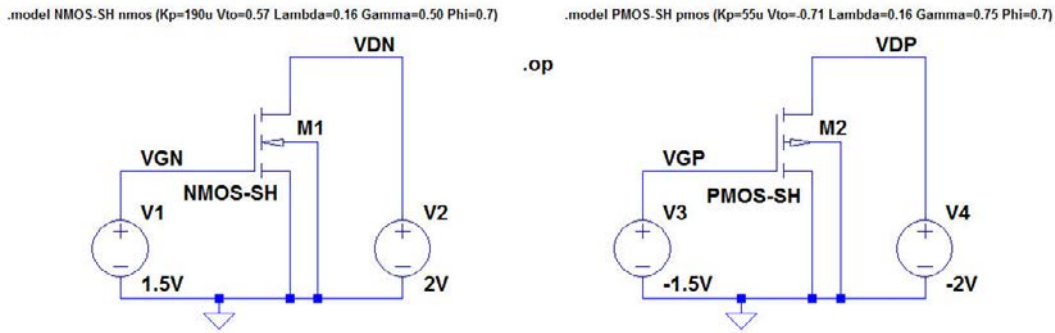 .model NMOS-SH nmos (Kp=190u Vto=0.57 Lambda=0.16 Gamma=0.50 Phi=0.7)
.model PMOS-SH pmos (Kp=55u Vto=-0.71 Lambda=0.16 Gamma=0.75 Phi=0.7)
VDN
VDP
.op
M1
M2
VGN
VGP
NMOS-SH
PMOS-SH
V1
V2
V3
V4
1.5V
2V
-1.5V
-2V